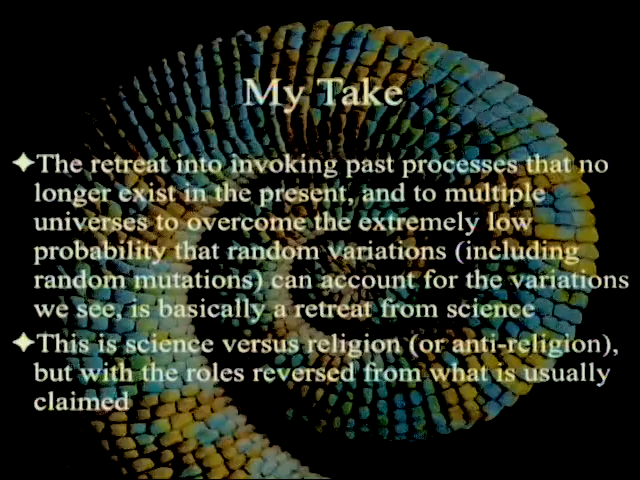 My Take
✦The retreat into invoking past processes that no
longer exist in the present, and to multiple
universes to overcome the extremely low
probability that random variations (including
random mutations) can account for the variations
we see, is basically a retreat from science
✦This is science versus religion (or anti-religion),
but with the roles reversed from what is usually
claimed